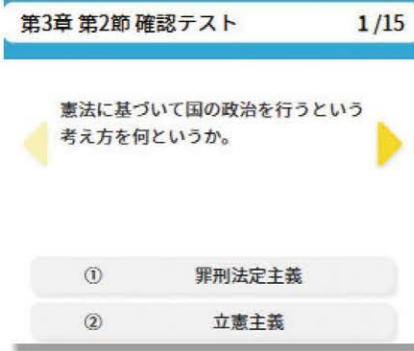 第3章 第2節 確認テスト 1/15
憲法に基づいて国の政治を行うという
考え方を何というか。
① 罪刑法定主義
② 立憲主義